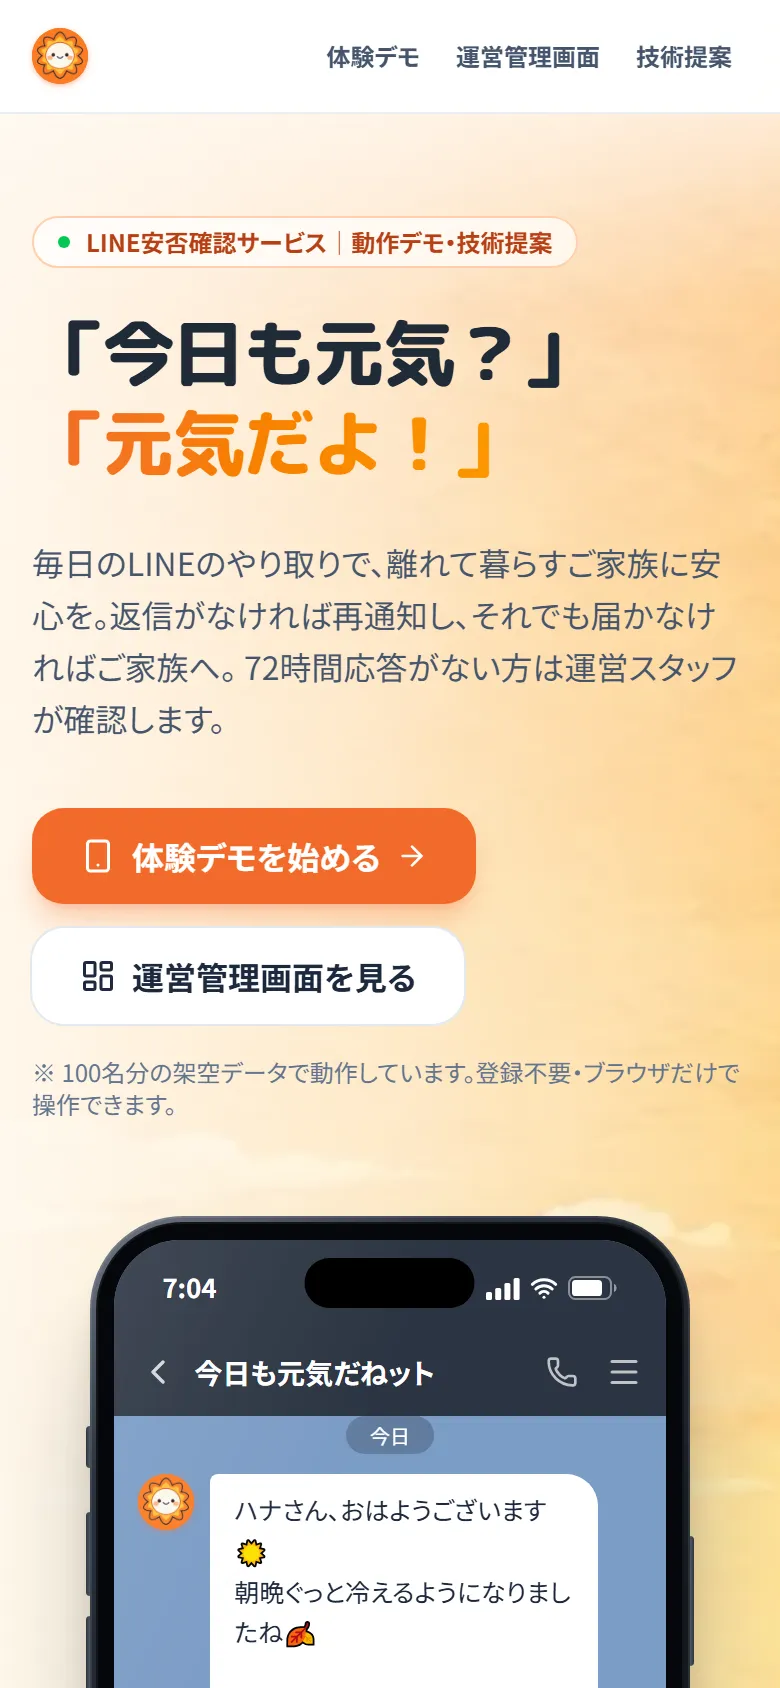 体験デモ 運営管理画面 技術提案
LINE安否確認サービス｜動作デモ・技術提案
「今日も元気？」
「元気だよ！」
毎日のLINEのやり取りで、離れて暮らすご家族に安
心を。返信がなければ再通知し、それでも届かなけ
ればご家族へ。72時間応答がない方は運営スタッフ
が確認します。
体験デモを始める →
運営管理画面を見る
※ 100名分の架空データで動作しています。登録不要・ブラウザだけで
操作できます。
7:04
今日も元気だねット
今日
ハナさん、おはようございます
🌞
朝晩ぐっと冷えるようになりまし
たね🍂